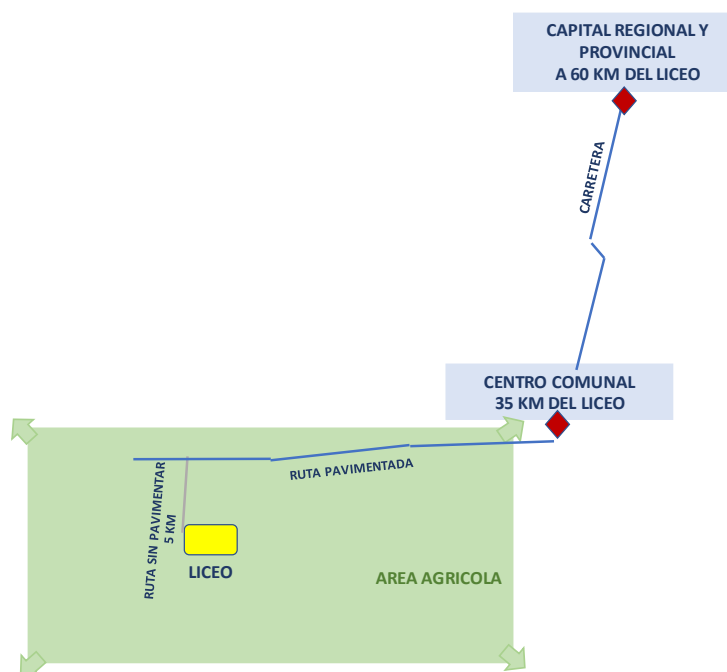 CAPITAL REGIONAL Y
PROVINCIAL
A 60 KM DEL LICEO
CARRETERA
CENTRO COMUNAL
35 KM DEL LICEO
RUTA PAVIMENTADA
RUTA SIN PAVIMENTAR
5 KM
LICEO
AREA AGRICOLA